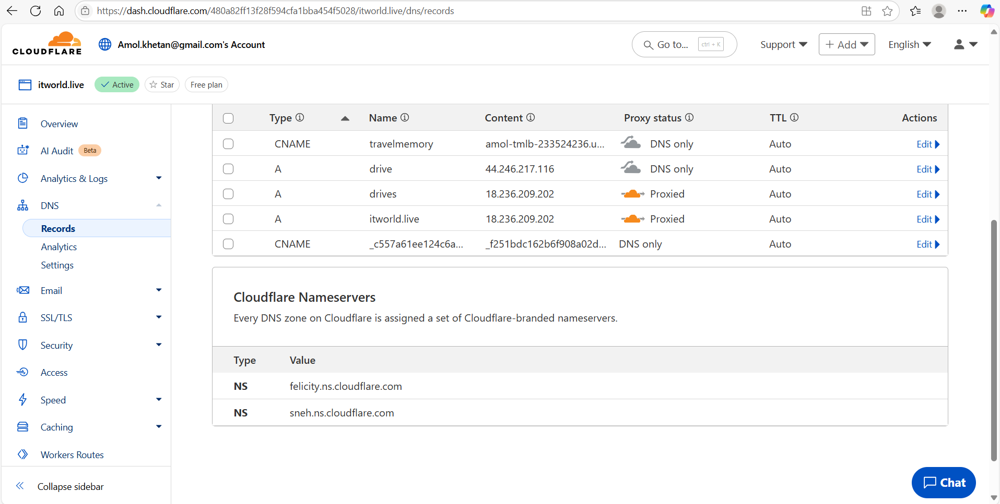 https://dash.cloudflare.com/480a82ff13f28f594cfa1bba454f5028/itworld.live/dns/records
CLOUDFLARE
Amol.khetan@gmail.com's Account
Go to... ctrl + K
Support
+ Add
English
itworld.live
Active
Star
Free plan
Overview
AI Audit Beta
Analytics & Logs
DNS
Records
Analytics
Settings
Email
SSL/TLS
Security
Access
Speed
Caching
Workers Routes
Collapse sidebar
Type Name Content Proxy status TTL Actions
CNAME travelmemory amol-tmlb-233524236.u... DNS only Auto Edit
A drive 44.246.217.116 DNS only Auto Edit
A drives 18.236.209.202 Proxied Auto Edit
A itworld.live 18.236.209.202 Proxied Auto Edit
CNAME _c557a61ee124c6a... _f251bdc162b6f908a02d... DNS only Auto Edit
Cloudflare Nameservers
Every DNS zone on Cloudflare is assigned a set of Cloudflare-branded nameservers.
Type Value
NS felicity.ns.cloudflare.com
NS sneh.ns.cloudflare.com
Chat